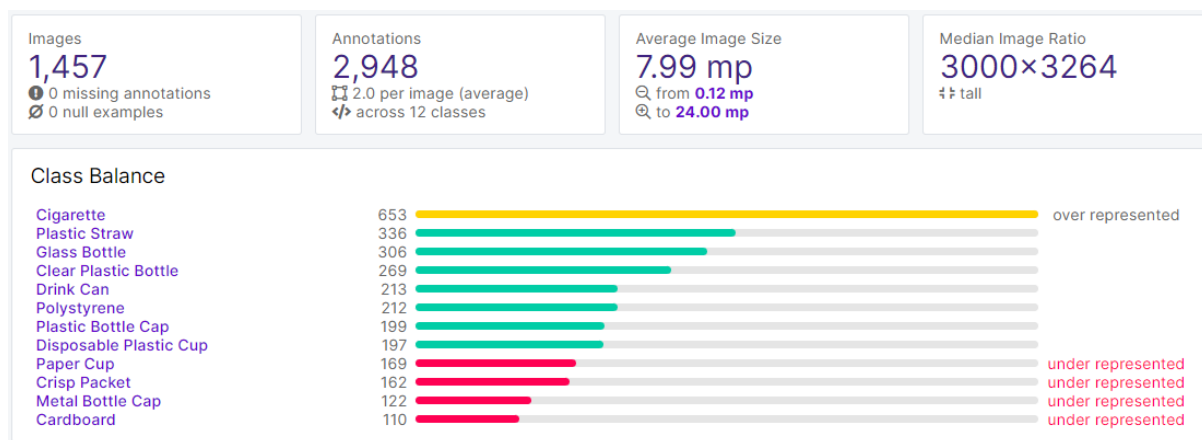 Images
1,457
0 missing annotations
0 null examples
Annotations
2,948
2.0 per image (average)
</> across 12 classes
Average Image Size
7.99 mp
from 0.12 mp
to 24.00 mp
Median Image Ratio
3000×3264
tall
Class Balance
Cigarette 653 over represented
Plastic Straw 336
Glass Bottle 306
Clear Plastic Bottle 269
Drink Can 213
Polystyrene 212
Plastic Bottle Cap 199
Disposable Plastic Cup 197
Paper Cup 169 under represented
Crisp Packet 162 under represented
Metal Bottle Cap 122 under represented
Cardboard 110 under represented